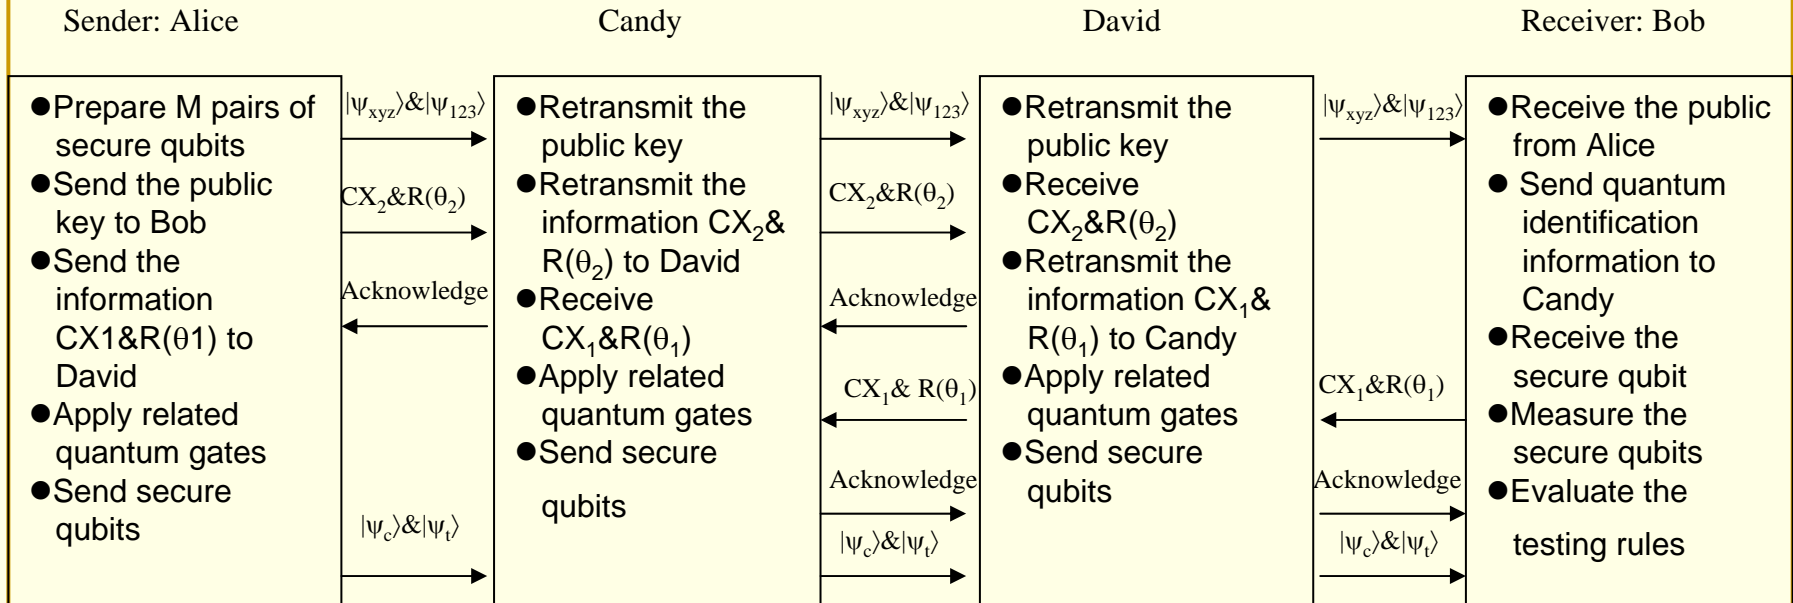 Sender: Alice
Candy
David
Receiver: Bob
●Prepare M pairs of
secure qubits
●Send the public
key to Bob
●Send the
information
CX1&R(θ1) to
David
●Apply related
quantum gates
●Send secure
qubits
|ψxyz⟩&|ψ123⟩
CX2&R(θ2)
Acknowledge
|ψc⟩&|ψt⟩
●Retransmit the
public key
●Retransmit the
information CX2&
R(θ2) to David
●Receive
CX1&R(θ1)
●Apply related
quantum gates
●Send secure
qubits
|ψxyz⟩&|ψ123⟩
CX2&R(θ2)
Acknowledge
CX1& R(θ1)
Acknowledge
|ψc⟩&|ψt⟩
●Retransmit the
public key
●Receive
CX2&R(θ2)
●Retransmit the
information CX1&
R(θ1) to Candy
●Apply related
quantum gates
●Send secure
qubits
|ψxyz⟩&|ψ123⟩
CX1&R(θ1)
Acknowledge
|ψc⟩&|ψt⟩
●Receive the public
from Alice
● Send quantum
identification
information to
Candy
●Receive the
secure qubit
●Measure the
secure qubits
●Evaluate the
testing rules